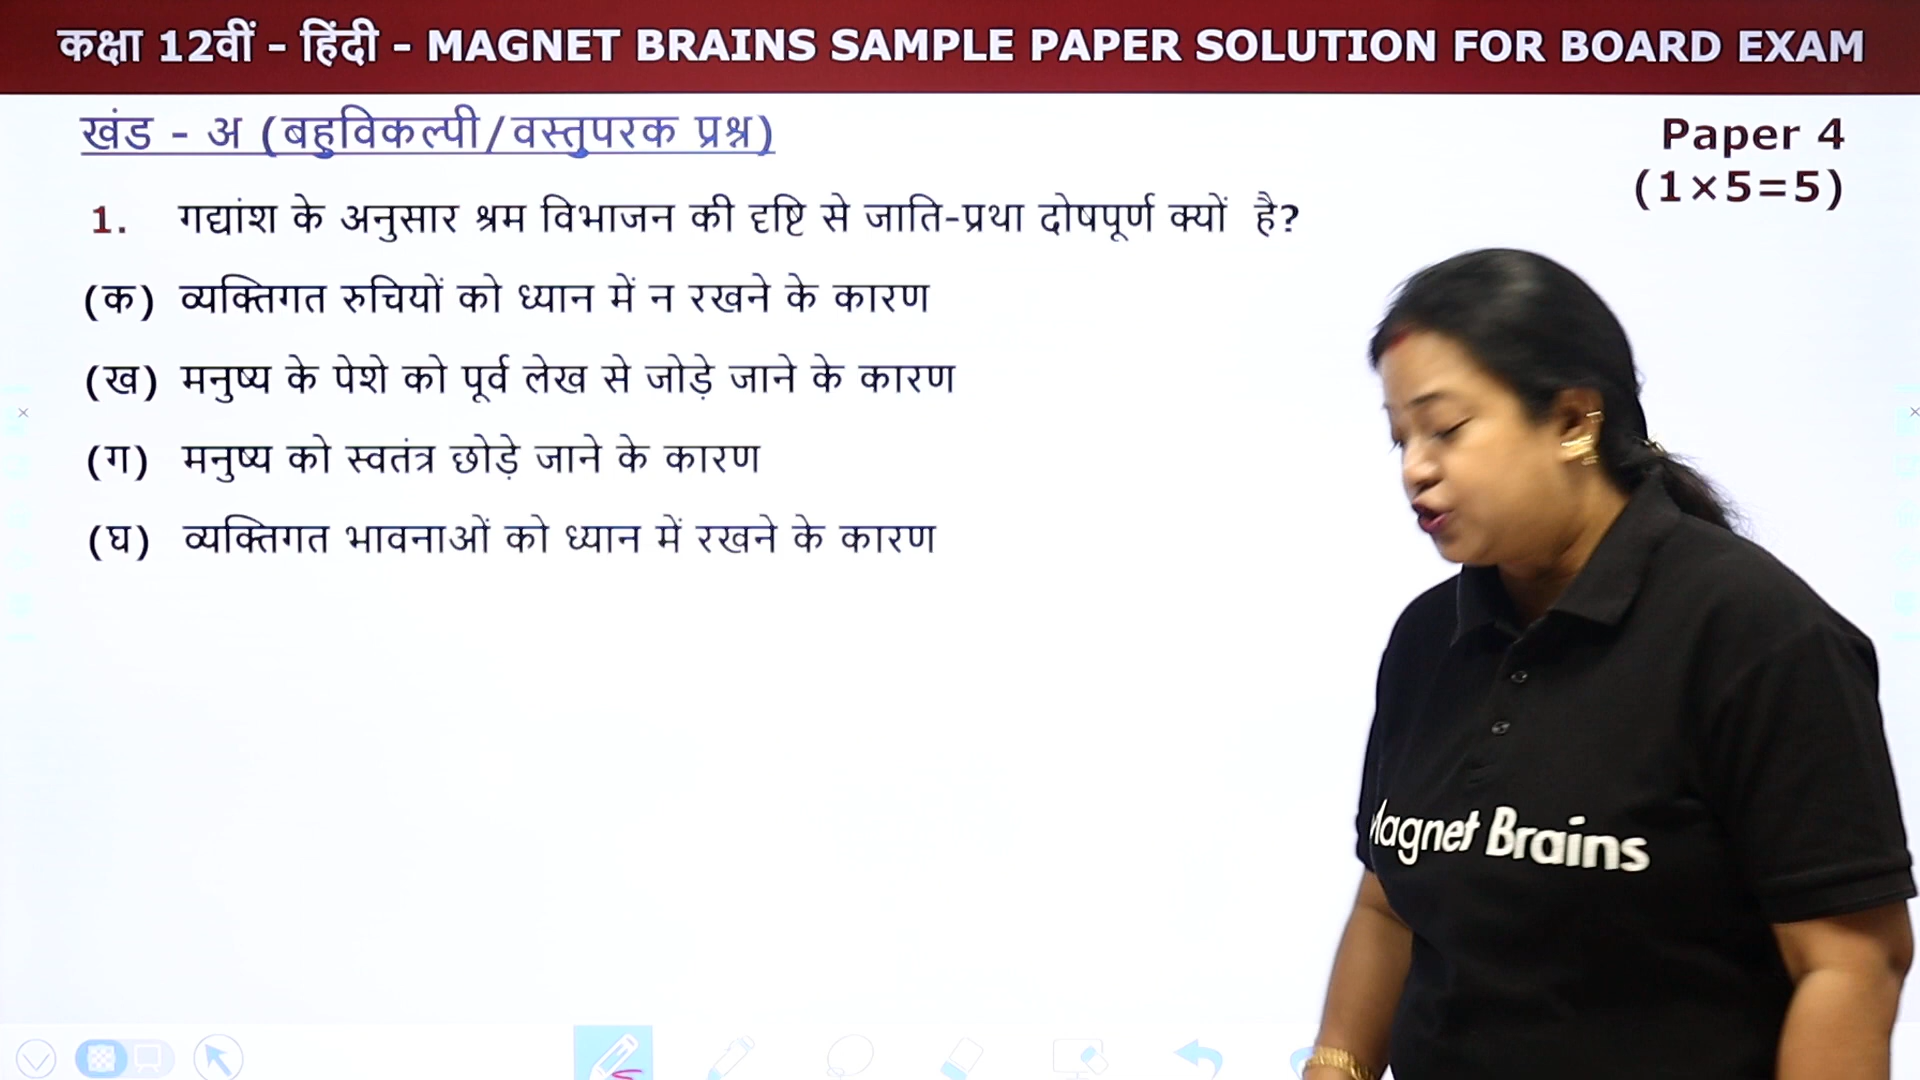 कक्षा 12वीं - हिंदी - MAGNET BRAINS SAMPLE PAPER SOLUTION FOR BOARD EXAM
खंड - अ (बहुविकल्पी/वस्तुपरक प्रश्न)
Paper 4
(1×5=5)
1. गद्यांश के अनुसार श्रम विभाजन की दृष्टि से जाति-प्रथा दोषपूर्ण क्यों है?
(क) व्यक्तिगत रुचियों को ध्यान में न रखने के कारण
(ख) मनुष्य के पेशे को पूर्व लेख से जोड़े जाने के कारण
(ग) मनुष्य को स्वतंत्र छोड़े जाने के कारण
(घ) व्यक्तिगत भावनाओं को ध्यान में रखने के कारण
Magnet Brains